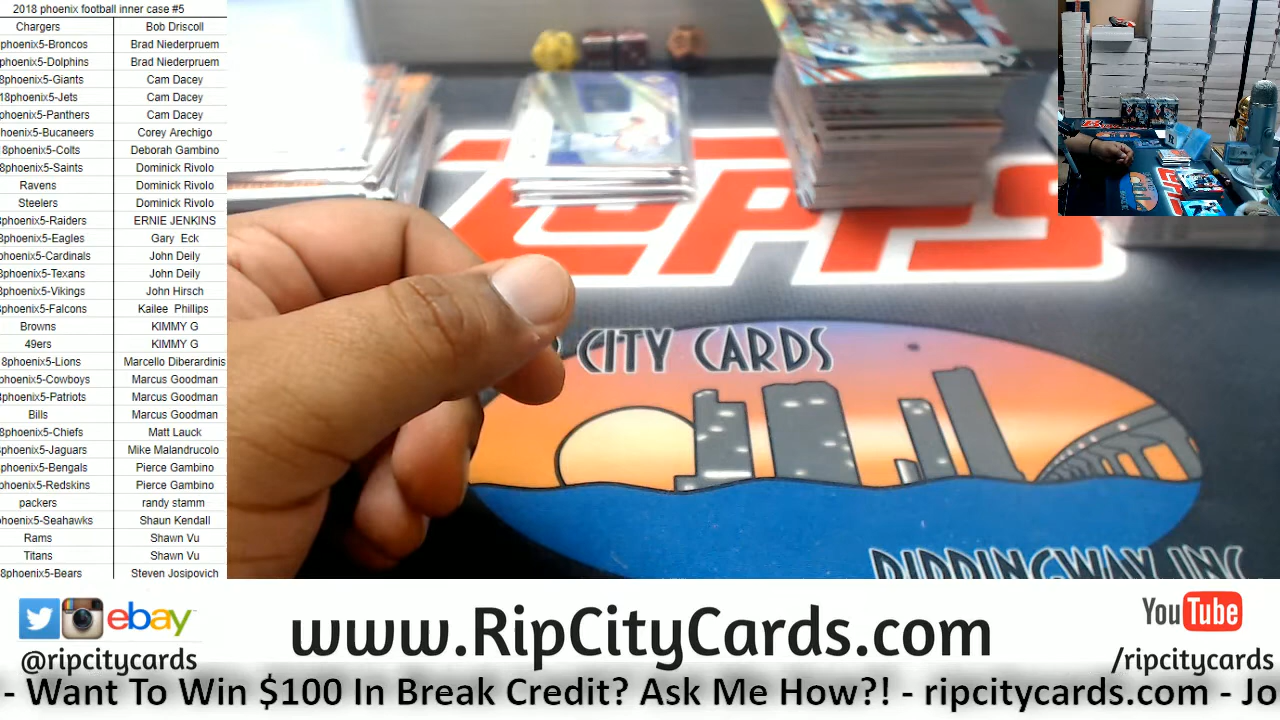 2018 phoenix football inner case #5
Chargers Bob Driscoll
phoenix5-Broncos Brad Niederpruem
phoenix5-Dolphins Brad Niederpruem
8phoenix5-Giants Cam Dacey
18phoenix5-Jets Cam Dacey
phoenix5-Panthers Cam Dacey
hoenix5-Bucaneers Corey Arechigo
8phoenix5-Colts Deborah Gambino
8phoenix5-Saints Dominick Rivolo
Ravens Dominick Rivolo
Steelers Dominick Rivolo
phoenix5-Raiders ERNIE JENKINS
8phoenix5-Eagles Gary Eck
phoenix5-Cardinals John Deily
phoenix5-Texans John Deily
8phoenix5-Vikings John Hirsch
phoenix5-Falcons Kailee Phillips
Browns KIMMY G
49ers KIMMY G
8phoenix5-Lions Marcello Diberardinis
phoenix5-Cowboys Marcus Goodman
phoenix5-Patriots Marcus Goodman
Bills Marcus Goodman
8phoenix5-Chiefs Matt Lauck
phoenix5-Jaguars Mike Malandrucolo
phoenix5-Bengals Pierce Gambino
phoenix5-Redskins Pierce Gambino
packers randy stamm
hoenix5-Seahawks Shaun Kendall
Rams Shawn Vu
Titans Shawn Vu
8phoenix5-Bears Steven Josipovich
TOPPS
CITY CARDS
RIPPINGWAY INC
ebay
@ripcitycards
www.RipCityCards.com
YouTube
/ripcitycards
- Want To Win $100 In Break Credit? Ask Me How?! - ripcitycards.com - Jo